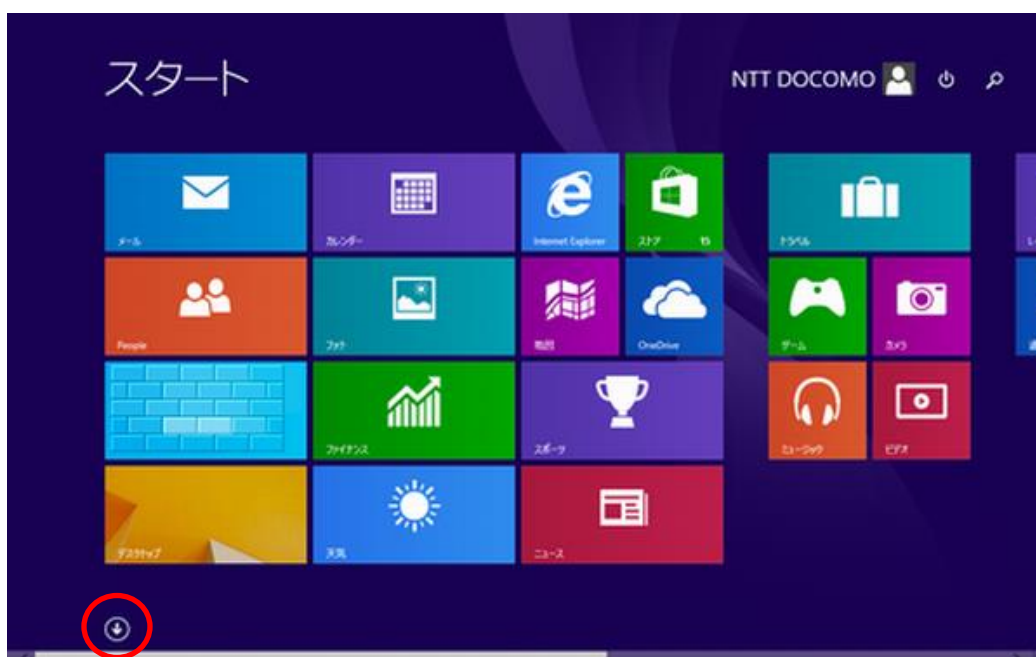 スタート
NTT DOCOMO
メール
カレンダー
Internet Explorer
ストア 15
トラベル
People
フォト
地図
OneDrive
ゲーム
カメラ
ファイナンス
スポーツ
ミュージック
ビデオ
デスクトップ
天気
ニュース